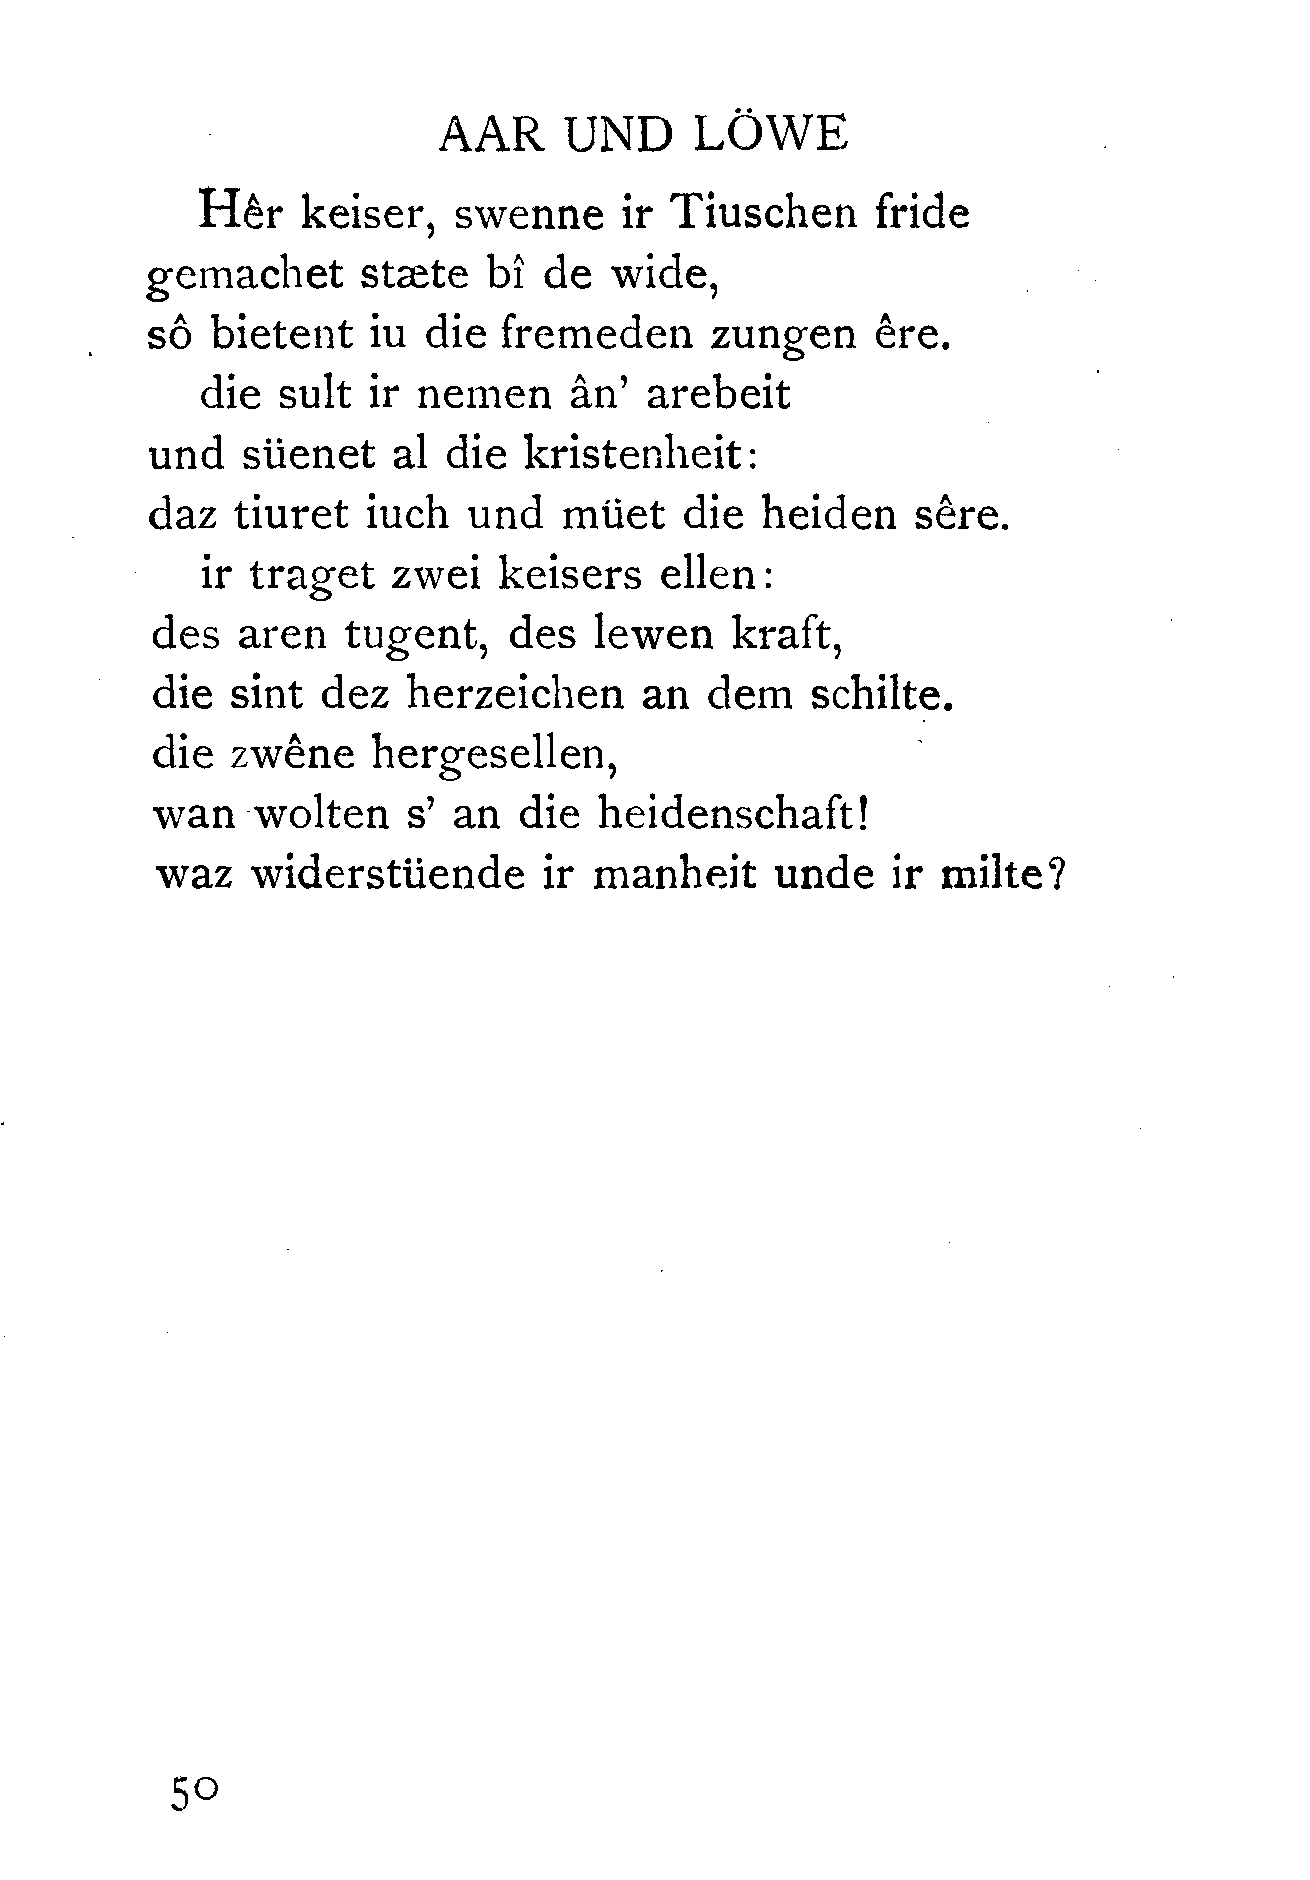 AAR UND LÖWE
Hêr keiser, swenne ir Tiuschen fride
gemachet stæte bî de wide,
sô bietent iu die fremeden zungen êre.
die sult ir nemen ân’ arebeit
und süenet al die kristenheit:
daz tiuret iuch und müet die heiden sêre.
ir traget zwei keisers ellen:
des aren tugent, des lewen kraft,
die sint dez herzeichen an dem schilte.
die zwêne hergesellen,
wan wolten s’ an die heidenschaft!
waz widerstüende ir manheit unde ir milte?
50